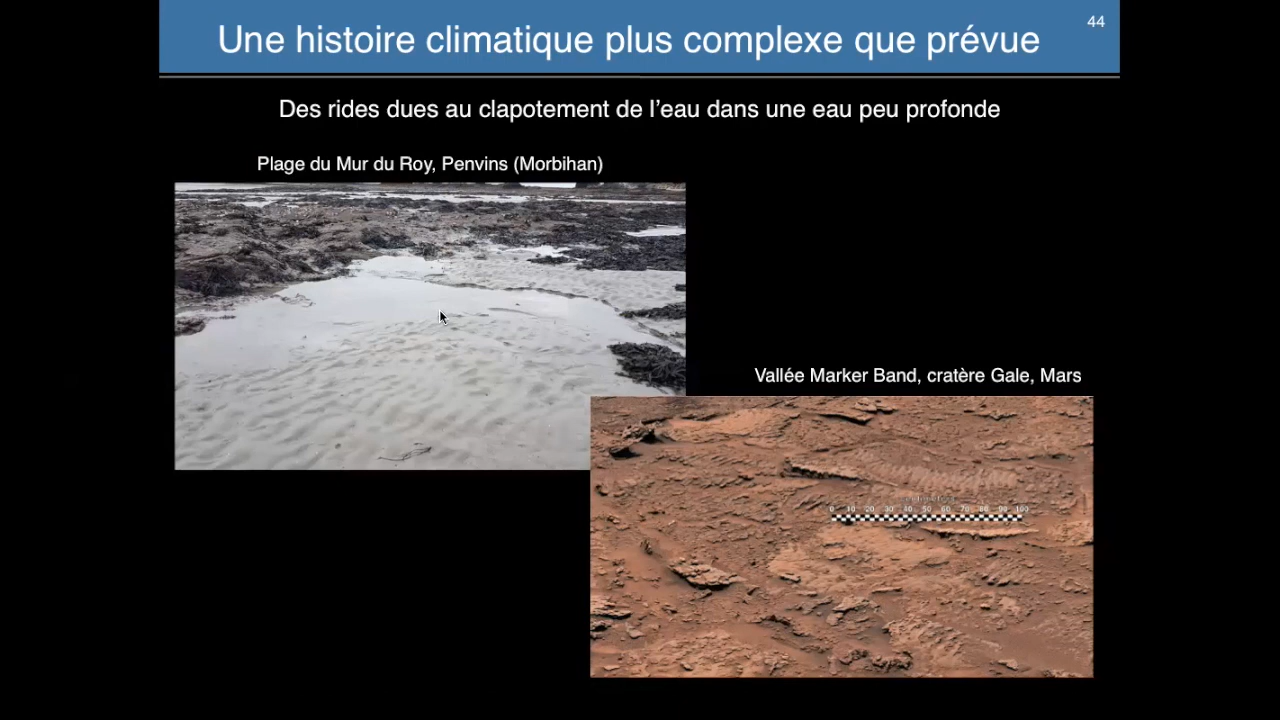 Une histoire climatique plus complexe que prévue
44
Des rides dues au clapotement de l’eau dans une eau peu profonde
Plage du Mur du Roy, Penvins (Morbihan)
Vallée Marker Band, cratère Gale, Mars
centimeters
0 10 20 30 40 50 60 70 80 90 100